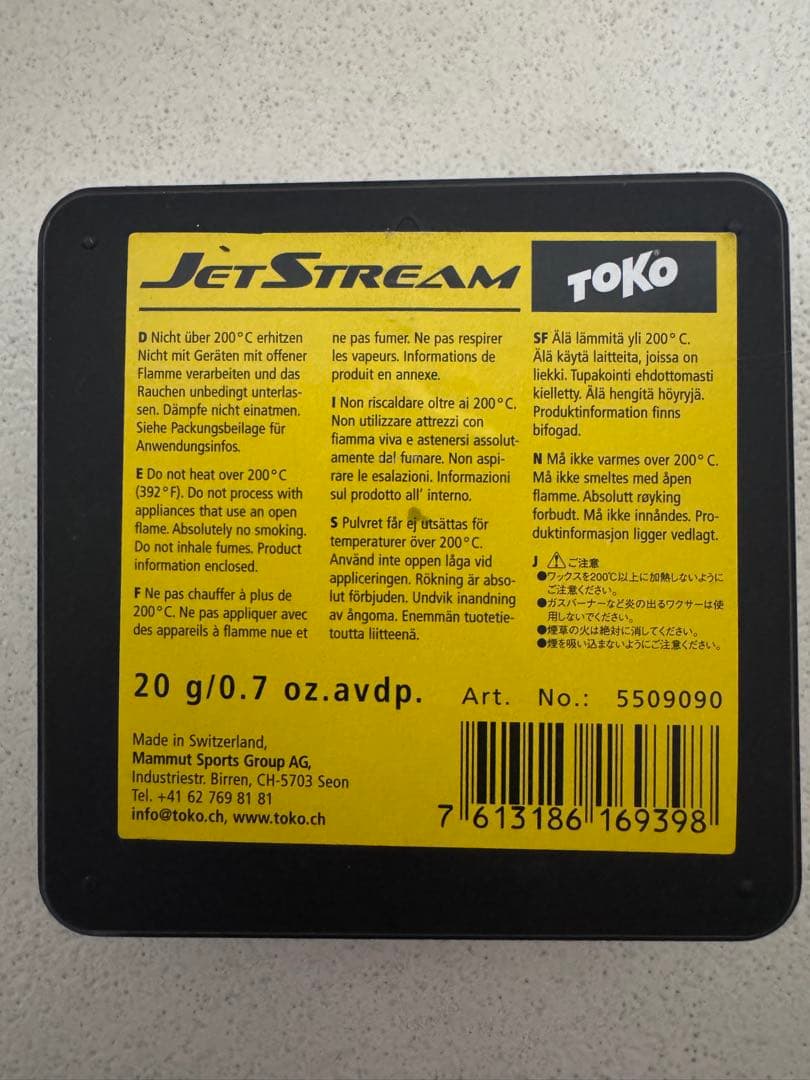 JETSTREAM
TOKO
D Nicht über 200°C erhitzen
Nicht mit Geräten mit offener
Flamme verarbeiten und das
Rauchen unbedingt unterlas-
sen. Dämpfe nicht einatmen.
Siehe Packungsbeilage für
Anwendungsinfos.
E Do not heat over 200°C
(392°F). Do not process with
appliances that use an open
flame. Absolutely no smoking.
Do not inhale fumes. Product
information enclosed.
F Ne pas chauffer à plus de
200°C. Ne pas appliquer avec
des appareils à flamme nue et
ne pas fumer. Ne pas respirer
les vapeurs. Informations de
produit en annexe.
I Non riscaldare oltre ai 200°C.
Non utilizzare attrezzi con
fiamma viva e astenersi assolut-
amente dal fumare. Non aspi-
rare le esalazioni. Informazioni
sul prodotto all' interno.
S Pulvret får ej utsättas för
temperaturer över 200°C.
Använd inte oppen låga vid
appliceringen. Rökning är abso-
lut förbjuden. Undvik inandning
av ångoma. Enemmän tuotetie-
toutta liitteenä.
SF Älä lämmitä yli 200°C.
Älä käytä laitteita, joissa on
liekki. Tupakointi ehdottomasti
kielletty. Älä hengitä höyryjä.
Produktinformation finns
bifogad.
N Må ikke varmes over 200°C.
Må ikke smeltes med åpen
flamme. Absolutt røyking
forbudt. Må ikke innåndes. Pro-
duktinformasjon ligger vedlagt.
J ⚠ご注意
●ワックスを200℃以上に加熱しないように
ご注意ください。
●ガスバーナーなど炎の出るワクサーは使
用しないでください。
●煙草の火は絶対に消してください。
●煙を吸い込まないようにご注意ください。
20 g/0.7 oz.avdp.
Art. No.: 5509090
Made in Switzerland,
Mammut Sports Group AG,
Industriestr. Birren, CH-5703 Seon
Tel. +41 62 769 81 81
info@toko.ch, www.toko.ch
7 613186 169398